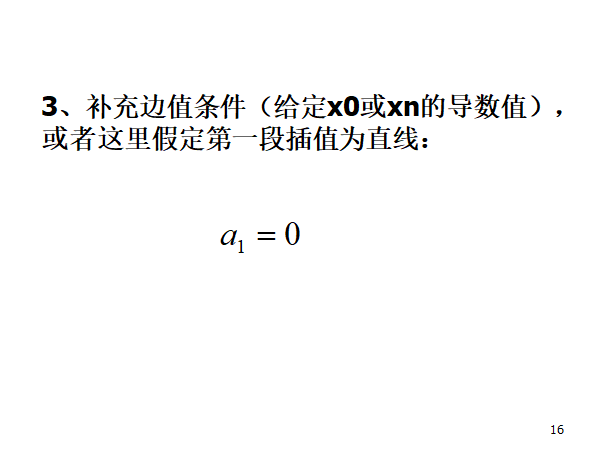 3、补充边值条件（给定x0或xn的导数值），
或者这里假定第一段插值为直线：
a₁ = 0
16